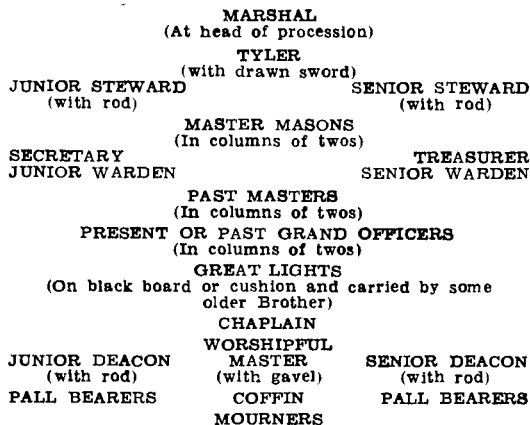 MARSHAL
(At head of procession)
TYLER
(with drawn sword)
JUNIOR STEWARD SENIOR STEWARD
(with rod) (with rod)
MASTER MASONS
(In columns of twos)
SECRETARY TREASURER
JUNIOR WARDEN SENIOR WARDEN
PAST MASTERS
(In columns of twos)
PRESENT OR PAST GRAND OFFICERS
(In columns of twos)
GREAT LIGHTS
(On black board or cushion and carried by some
older Brother)
CHAPLAIN
WORSHIPFUL
JUNIOR DEACON MASTER SENIOR DEACON
(with rod) (with gavel) (with rod)
PALL BEARERS COFFIN PALL BEARERS
MOURNERS